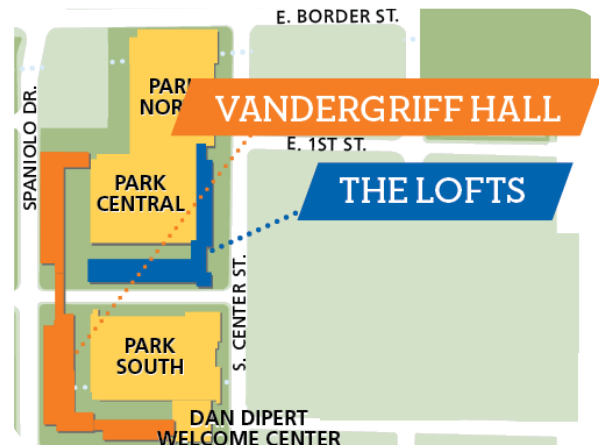 E. BORDER ST.
SPANIOLO DR.
VANDERGRIFF HALL
E. 1ST ST.
PARK
CENTRAL
THE LOFTS
S. CENTER ST.
PARK
SOUTH
DAN DIPERT
WELCOME CENTER